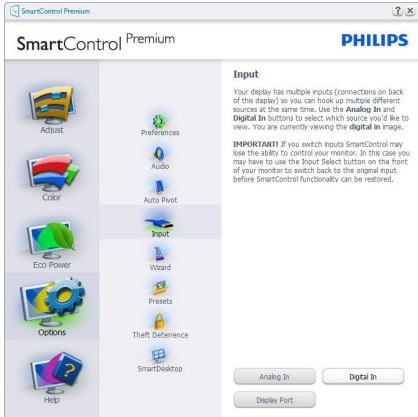 SmartControl Premium
SmartControl Premium
PHILIPS
Adjust
Color
Eco Power
Options
Help
Preferences
Audio
Auto Pivot
Input
Wizard
Presets
Theft Deterrence
SmartDesktop
Input
Your display has multiple inputs (connections on back
of this display) so you can hook up multiple different
sources at the same time. Use the Analog In and
Digital In buttons to select which source you'd like to
view. You are currently viewing the digital in image.
IMPORTANT! If you switch inputs SmartControl may
lose the ability to control your monitor. In this case you
may have to use the Input Select button on the front
of your monitor to switch back to the original input
before SmartControl functionality can be restored.
Analog In
Digital In
Display Port